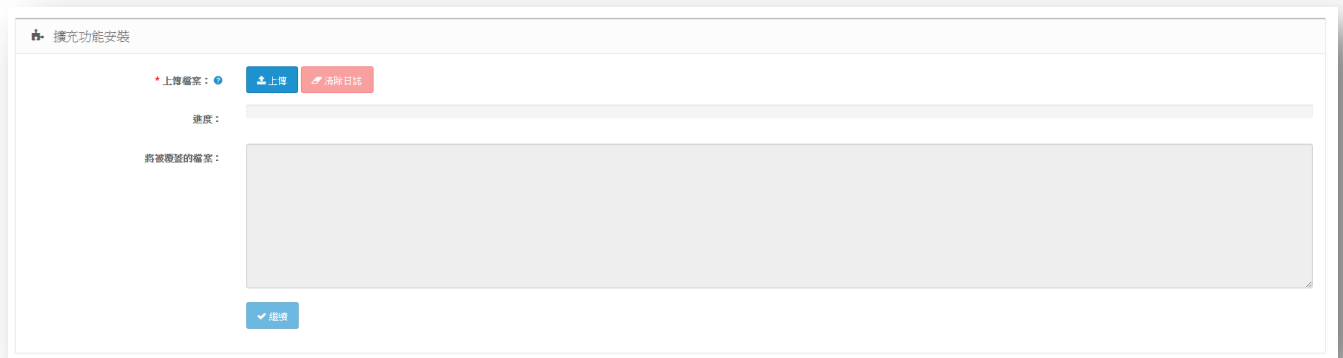 擴充功能安裝
* 上傳檔案：
上傳 清除日誌
進度：
將被覆蓋的檔案：
繼續